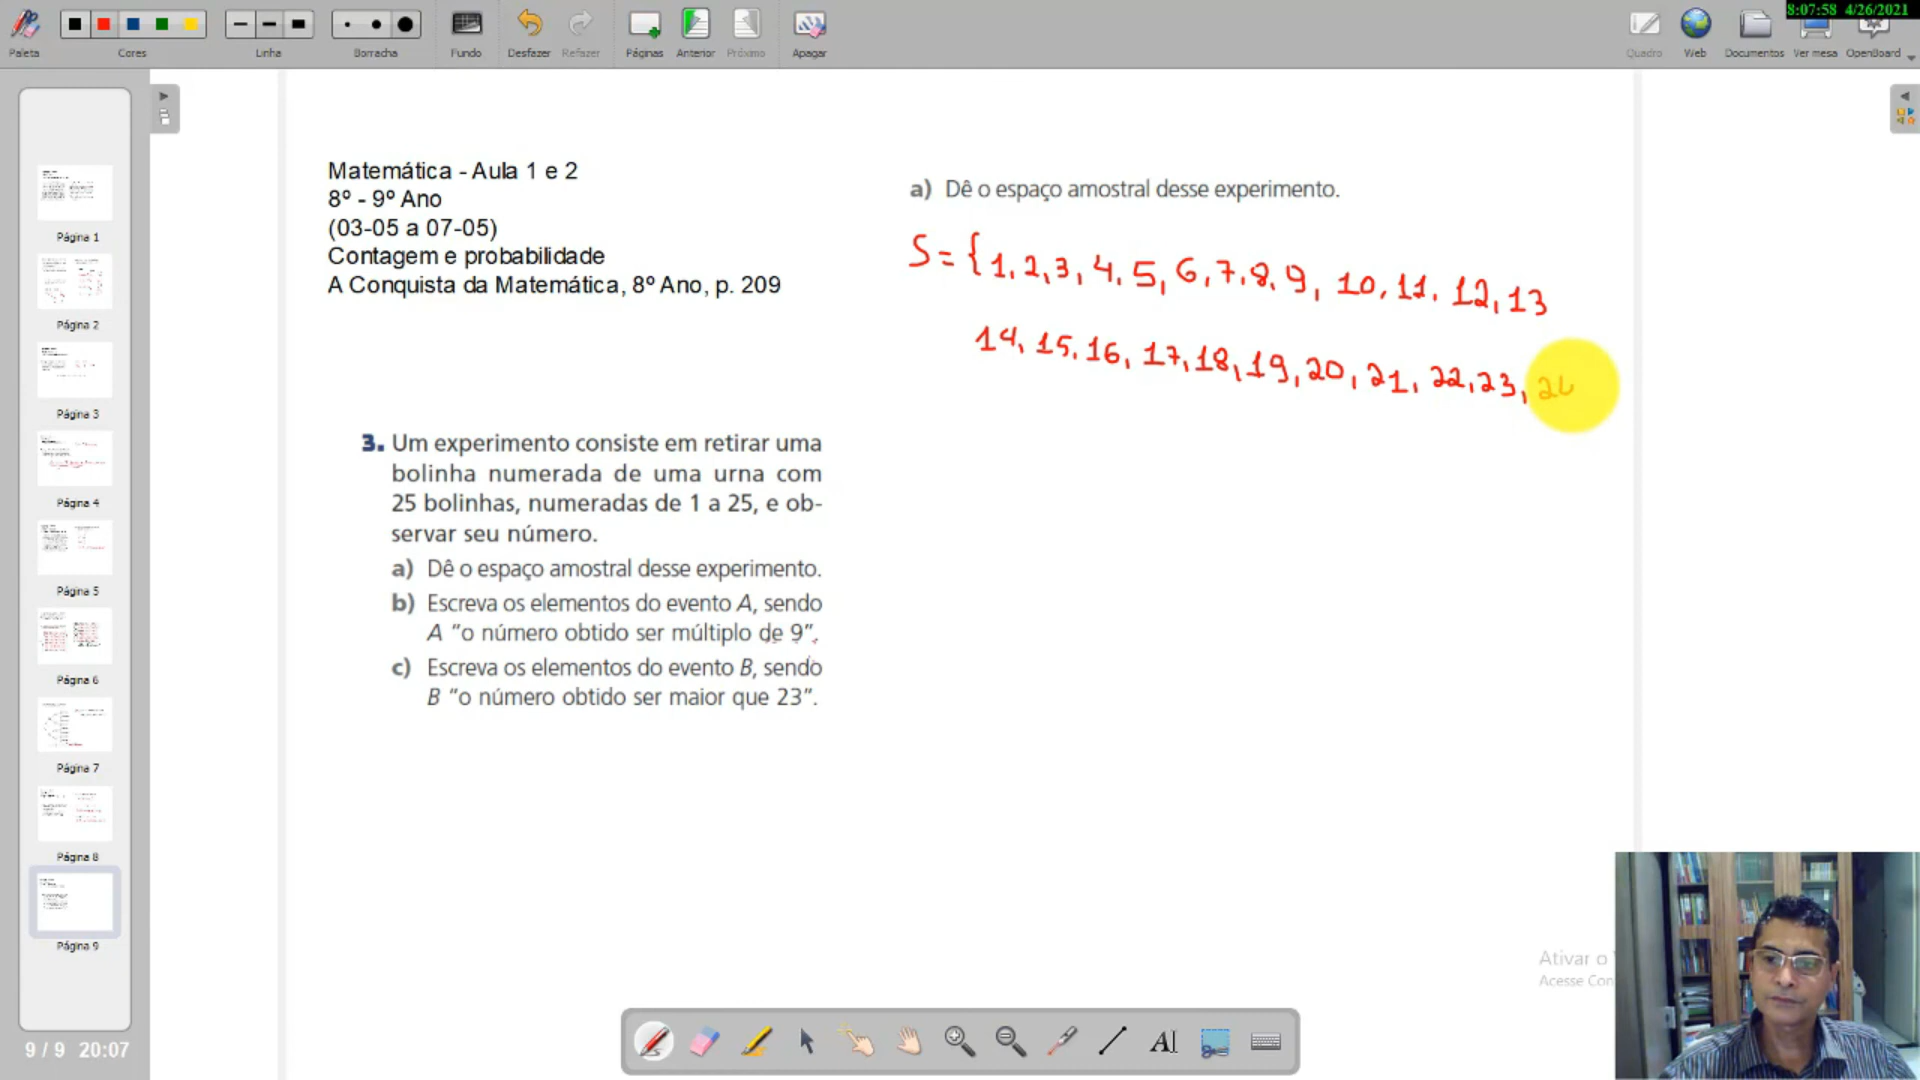 8:07:58 4/26/2021
Paleta
Cores
Linha
Borracha
Fundo
Desfazer
Refazer
Páginas
Anterior
Próximo
Apagar
Quadro
Web
Documentos
Ver mesa
OpenBoard
Página 1
Página 2
Página 3
Página 4
Página 5
Página 6
Página 7
Página 8
Página 9
9 / 9 20:07
Matemática - Aula 1 e 2
8º - 9º Ano
(03-05 a 07-05)
Contagem e probabilidade
A Conquista da Matemática, 8º Ano, p. 209
3. Um experimento consiste em retirar uma
bolinha numerada de uma urna com
25 bolinhas, numeradas de 1 a 25, e ob-
servar seu número.
a) Dê o espaço amostral desse experimento.
b) Escreva os elementos do evento A, sendo
A “o número obtido ser múltiplo de 9”.
c) Escreva os elementos do evento B, sendo
B “o número obtido ser maior que 23”.
a) Dê o espaço amostral desse experimento.
S = {1, 2, 3, 4, 5, 6, 7, 8, 9, 10, 11, 12, 13
14, 15, 16, 17, 18, 19, 20, 21, 22, 23,
Ativar o
Acesse Con
AI